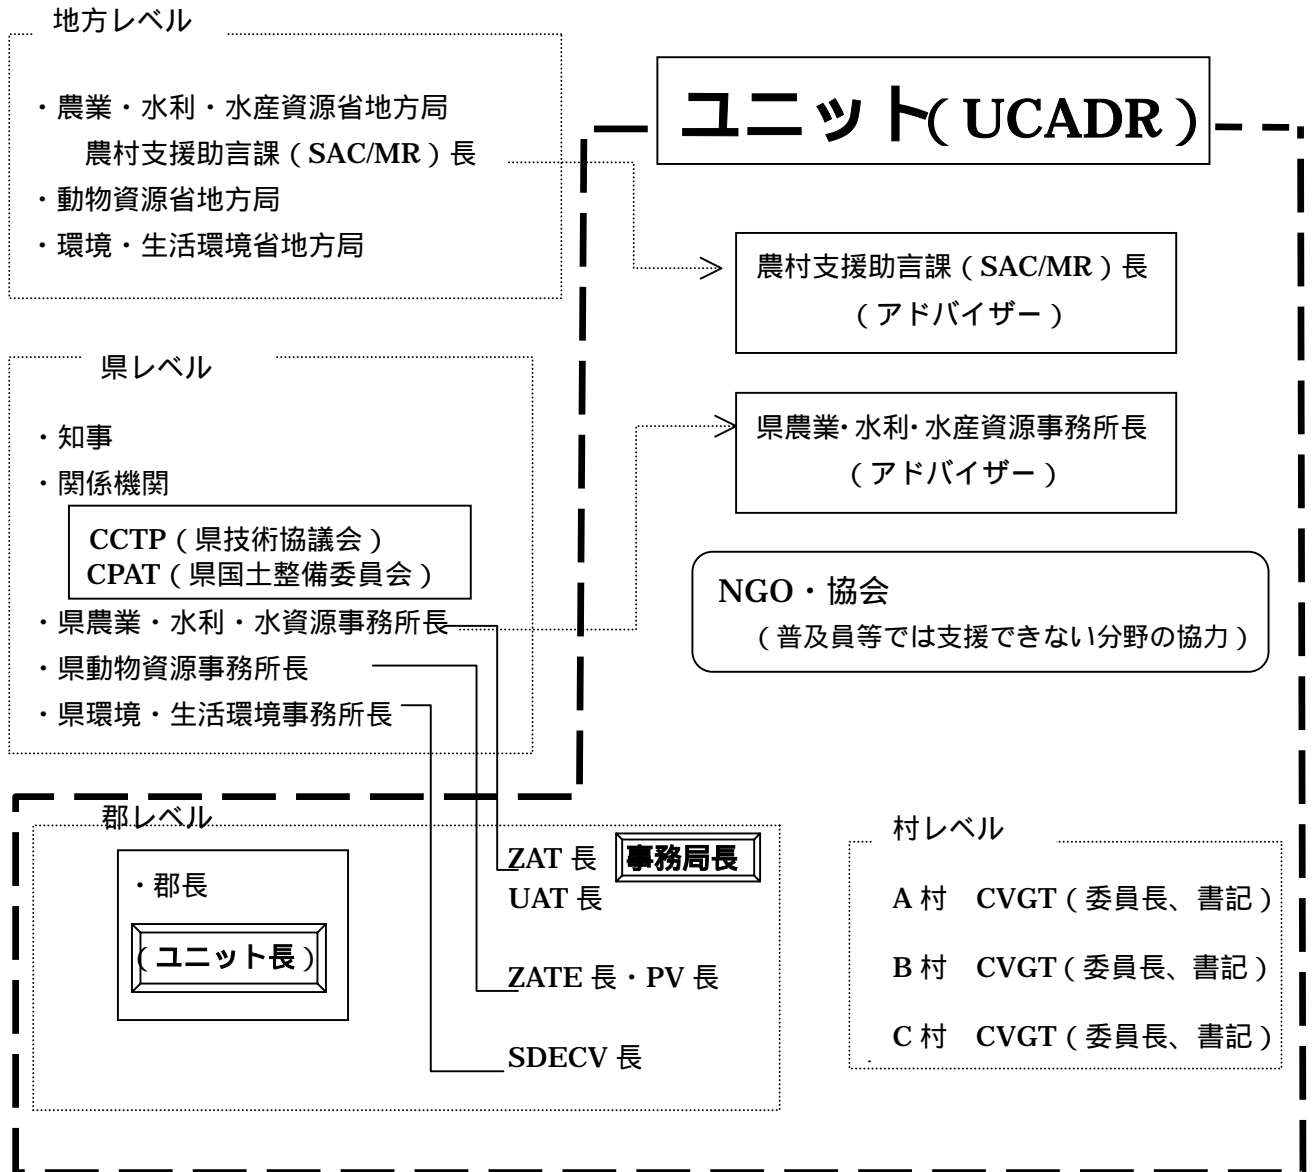 地方レベル
・農業・水利・水産資源省地方局
農村支援助言課(SAC/MR)長
・動物資源省地方局
・環境・生活環境省地方局
ユニット(UCADR)
農村支援助言課(SAC/MR)長
(アドバイザー)
県レベル
・知事
・関係機関
CCTP(県技術協議会)
CPAT(県国土整備委員会)
・県農業・水利・水資源事務所長
・県動物資源事務所長
・県環境・生活環境事務所長
県農業・水利・水産資源事務所長
(アドバイザー)
NGO・協会
(普及員等では支援できない分野の協力)
郡レベル
・郡長
(ユニット長)
ZAT 長 事務局長
UAT 長
ZATE 長・PV 長
SDECV 長
村レベル
A 村 CVGT(委員長、書記)
B 村 CVGT(委員長、書記)
C 村 CVGT(委員長、書記)